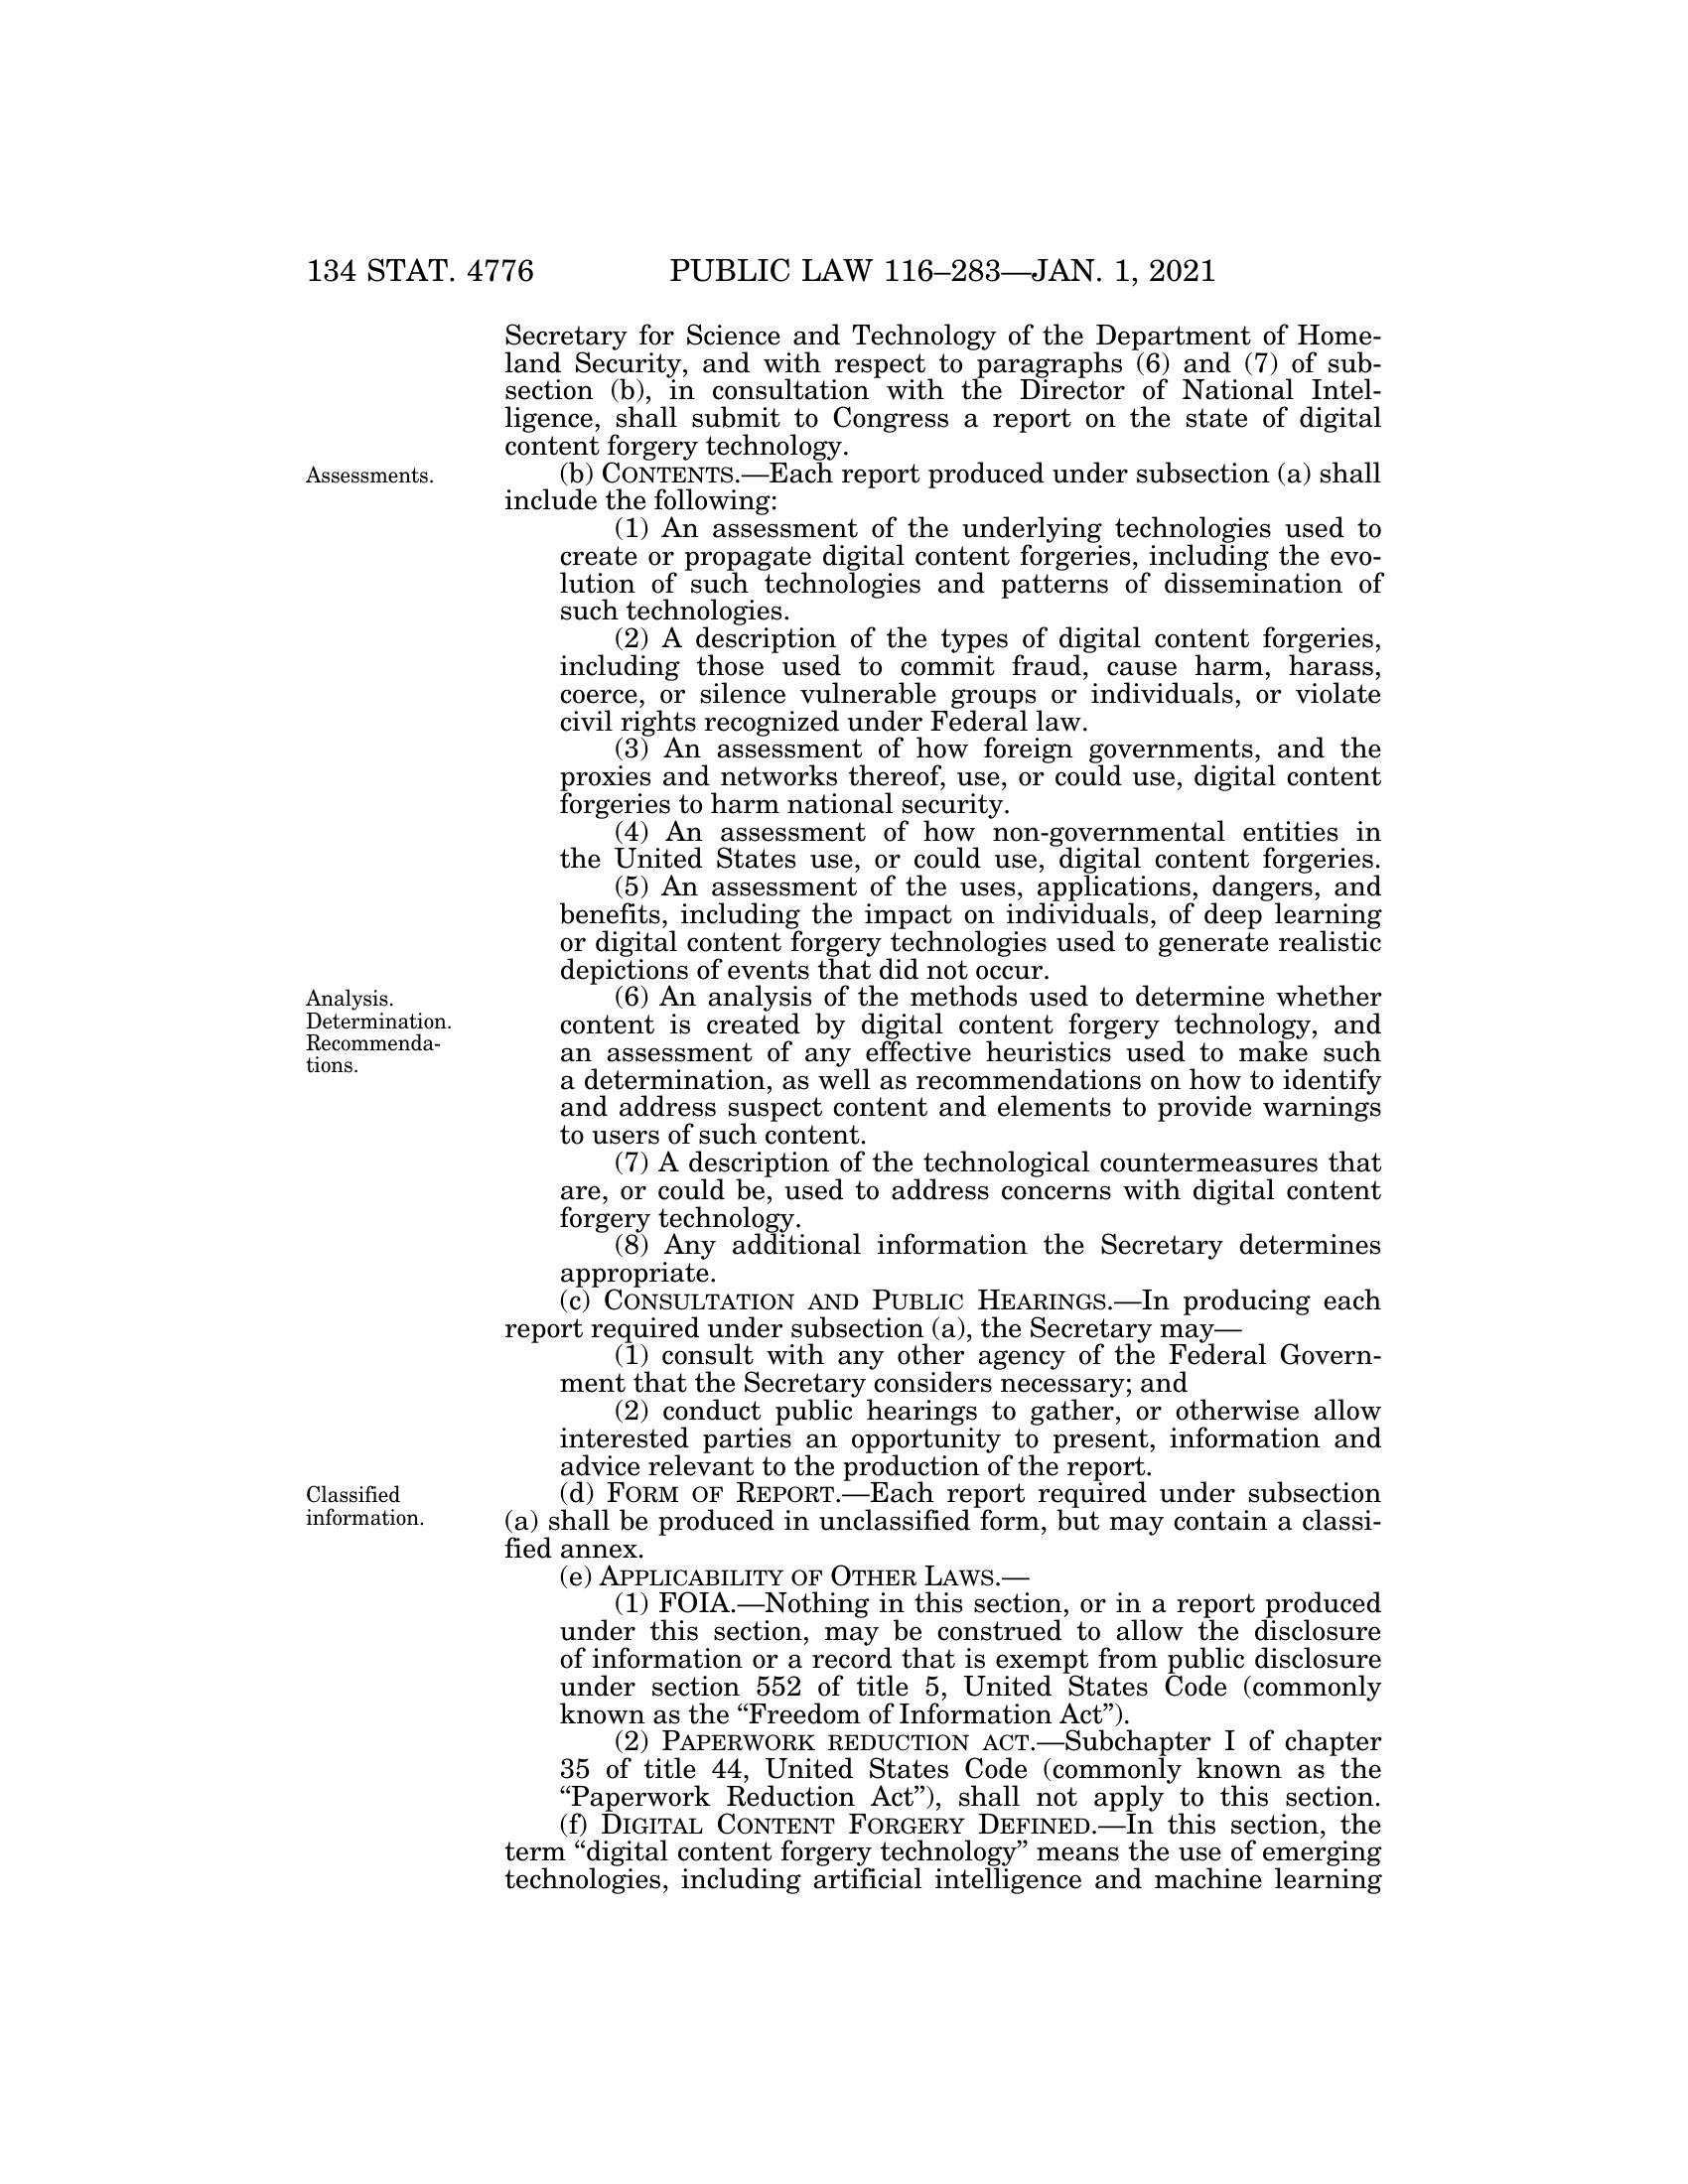 134 STAT. 4776 PUBLIC LAW 116–283—JAN. 1, 2021
Secretary for Science and Technology of the Department of Home-
land Security, and with respect to paragraphs (6) and (7) of sub-
section (b), in consultation with the Director of National Intel-
ligence, shall submit to Congress a report on the state of digital
content forgery technology.
Assessments.
(b) CONTENTS.—Each report produced under subsection (a) shall
include the following:
(1) An assessment of the underlying technologies used to
create or propagate digital content forgeries, including the evo-
lution of such technologies and patterns of dissemination of
such technologies.
(2) A description of the types of digital content forgeries,
including those used to commit fraud, cause harm, harass,
coerce, or silence vulnerable groups or individuals, or violate
civil rights recognized under Federal law.
(3) An assessment of how foreign governments, and the
proxies and networks thereof, use, or could use, digital content
forgeries to harm national security.
(4) An assessment of how non-governmental entities in
the United States use, or could use, digital content forgeries.
(5) An assessment of the uses, applications, dangers, and
benefits, including the impact on individuals, of deep learning
or digital content forgery technologies used to generate realistic
depictions of events that did not occur.
Analysis.
Determination.
Recommenda-
tions.
(6) An analysis of the methods used to determine whether
content is created by digital content forgery technology, and
an assessment of any effective heuristics used to make such
a determination, as well as recommendations on how to identify
and address suspect content and elements to provide warnings
to users of such content.
(7) A description of the technological countermeasures that
are, or could be, used to address concerns with digital content
forgery technology.
(8) Any additional information the Secretary determines
appropriate.
(c) CONSULTATION AND PUBLIC HEARINGS.—In producing each
report required under subsection (a), the Secretary may—
(1) consult with any other agency of the Federal Govern-
ment that the Secretary considers necessary; and
(2) conduct public hearings to gather, or otherwise allow
interested parties an opportunity to present, information and
advice relevant to the production of the report.
Classified
information.
(d) FORM OF REPORT.—Each report required under subsection
(a) shall be produced in unclassified form, but may contain a classi-
fied annex.
(e) APPLICABILITY OF OTHER LAWS.—
(1) FOIA.—Nothing in this section, or in a report produced
under this section, may be construed to allow the disclosure
of information or a record that is exempt from public disclosure
under section 552 of title 5, United States Code (commonly
known as the “Freedom of Information Act”).
(2) PAPERWORK REDUCTION ACT.—Subchapter I of chapter
35 of title 44, United States Code (commonly known as the
“Paperwork Reduction Act”), shall not apply to this section.
(f) DIGITAL CONTENT FORGERY DEFINED.—In this section, the
term “digital content forgery technology” means the use of emerging
technologies, including artificial intelligence and machine learning